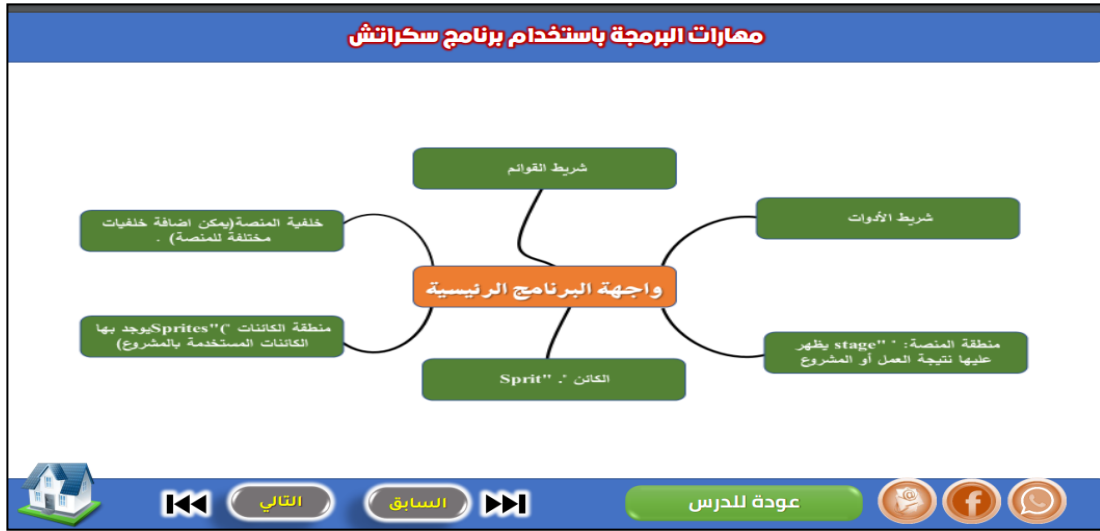 مهارات البرمجة باستخدام برنامج سكراتش
شريط القوائم
شريط الأدوات
خلفية المنصة(يمكن اضافة خلفيات
مختلفة للمنصة) .
واجهة البرنامج الرئيسية
منطقة المنصة: " "stage يظهر
عليها نتيجة العمل أو المشروع
منطقة الكائنات ")"Spritesيوجد بها
الكائنات المستخدمة بالمشروع)
الكائن ". "Sprit
عودة للدرس
السابق
التالي